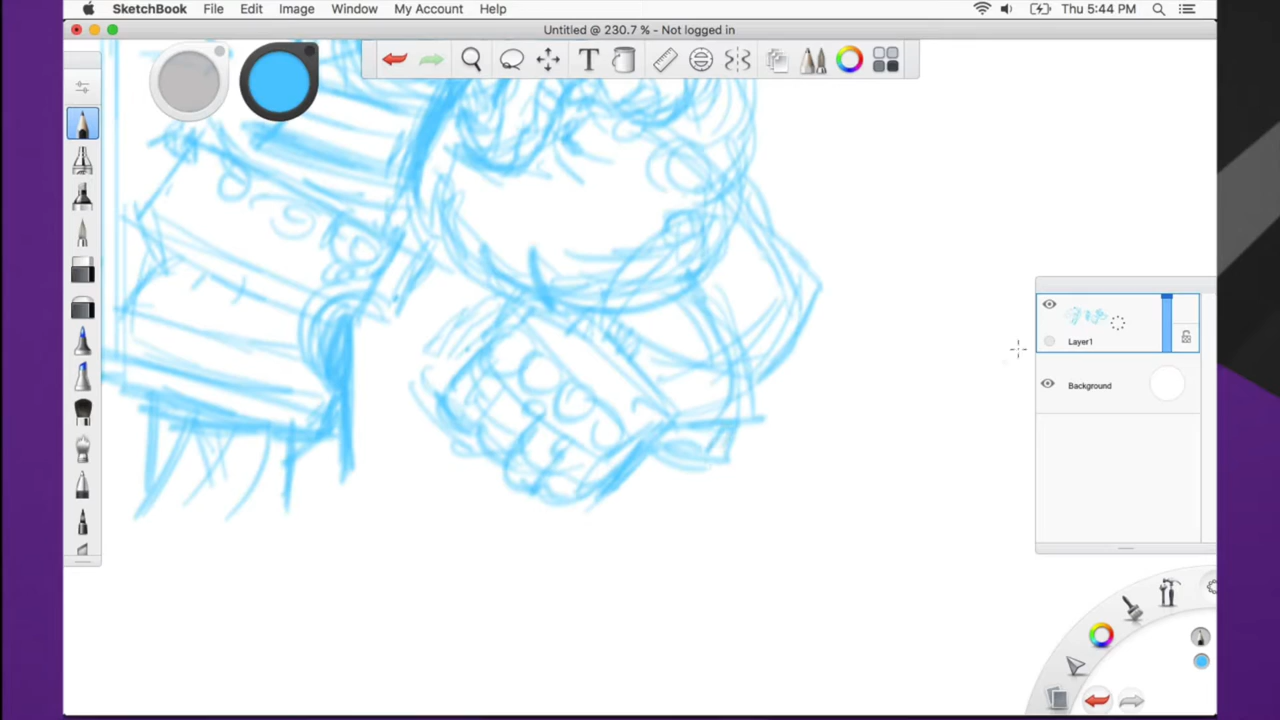 SketchBook File Edit Image Window My Account Help Thu 5:44 PM
Untitled @ 230.7 % - Not logged in
T
Layer1
Background